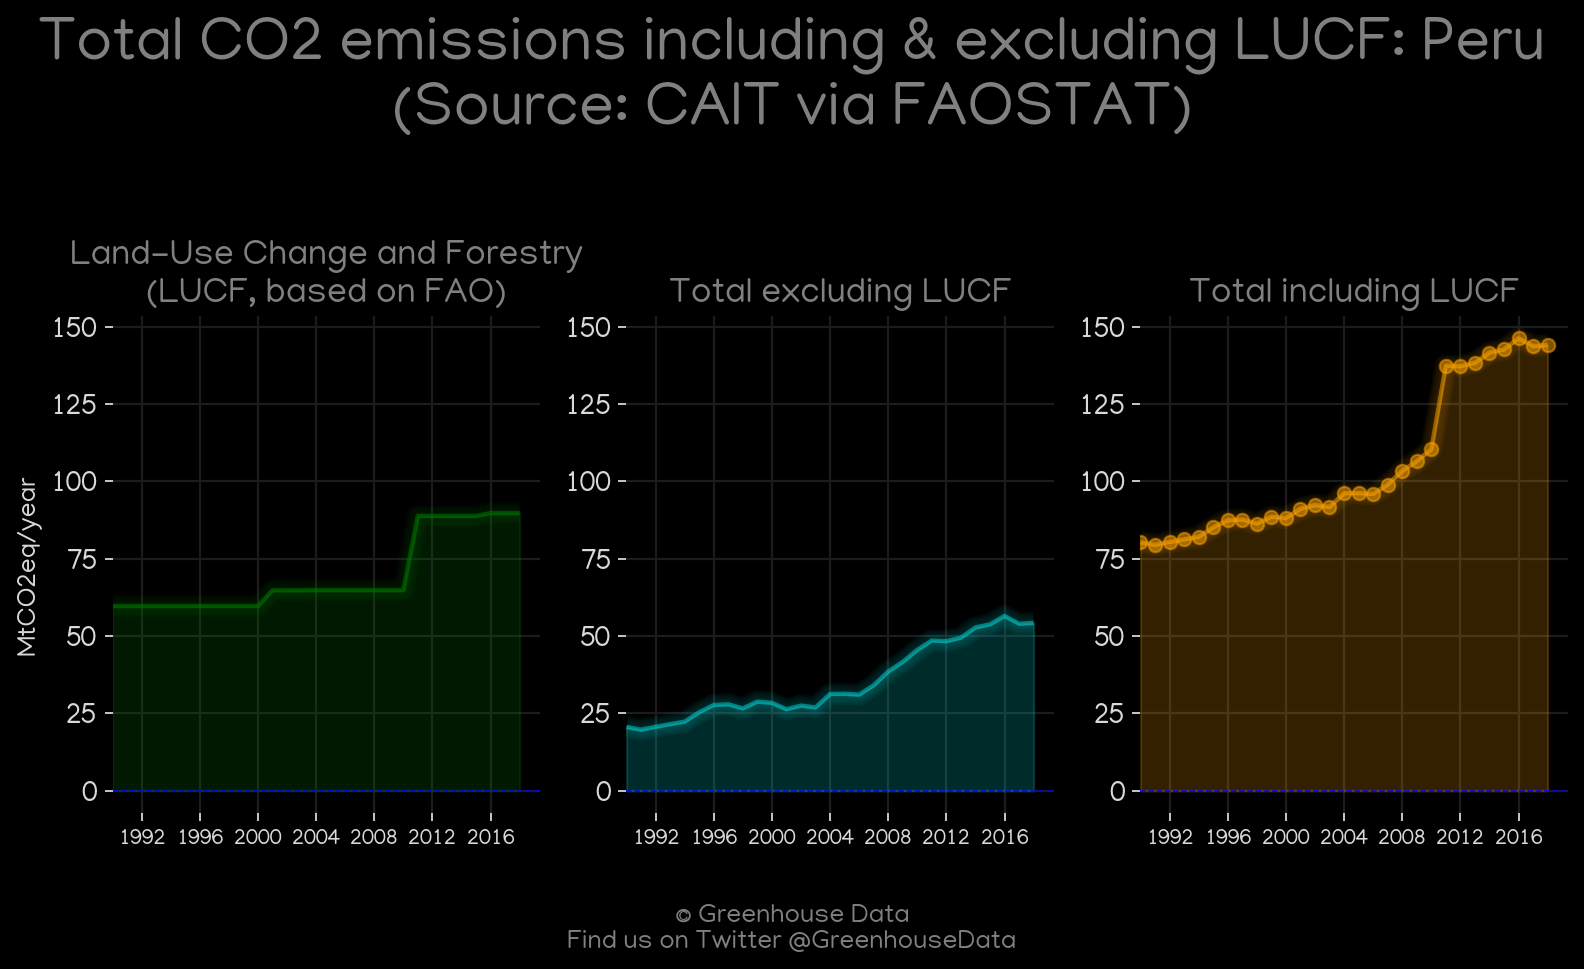 Total CO2 emissions including & excluding LUCF: Peru
(Source: CAIT via FAOSTAT)
Land-Use Change and Forestry
(LUCF, based on FAO)
Total excluding LUCF
Total including LUCF
MtCO2eq/year
150
125
100
75
50
25
0
1992 1996 2000 2004 2008 2012 2016
150
125
100
75
50
25
0
1992 1996 2000 2004 2008 2012 2016
150
125
100
75
50
25
0
1992 1996 2000 2004 2008 2012 2016
© Greenhouse Data
Find us on Twitter @GreenhouseData